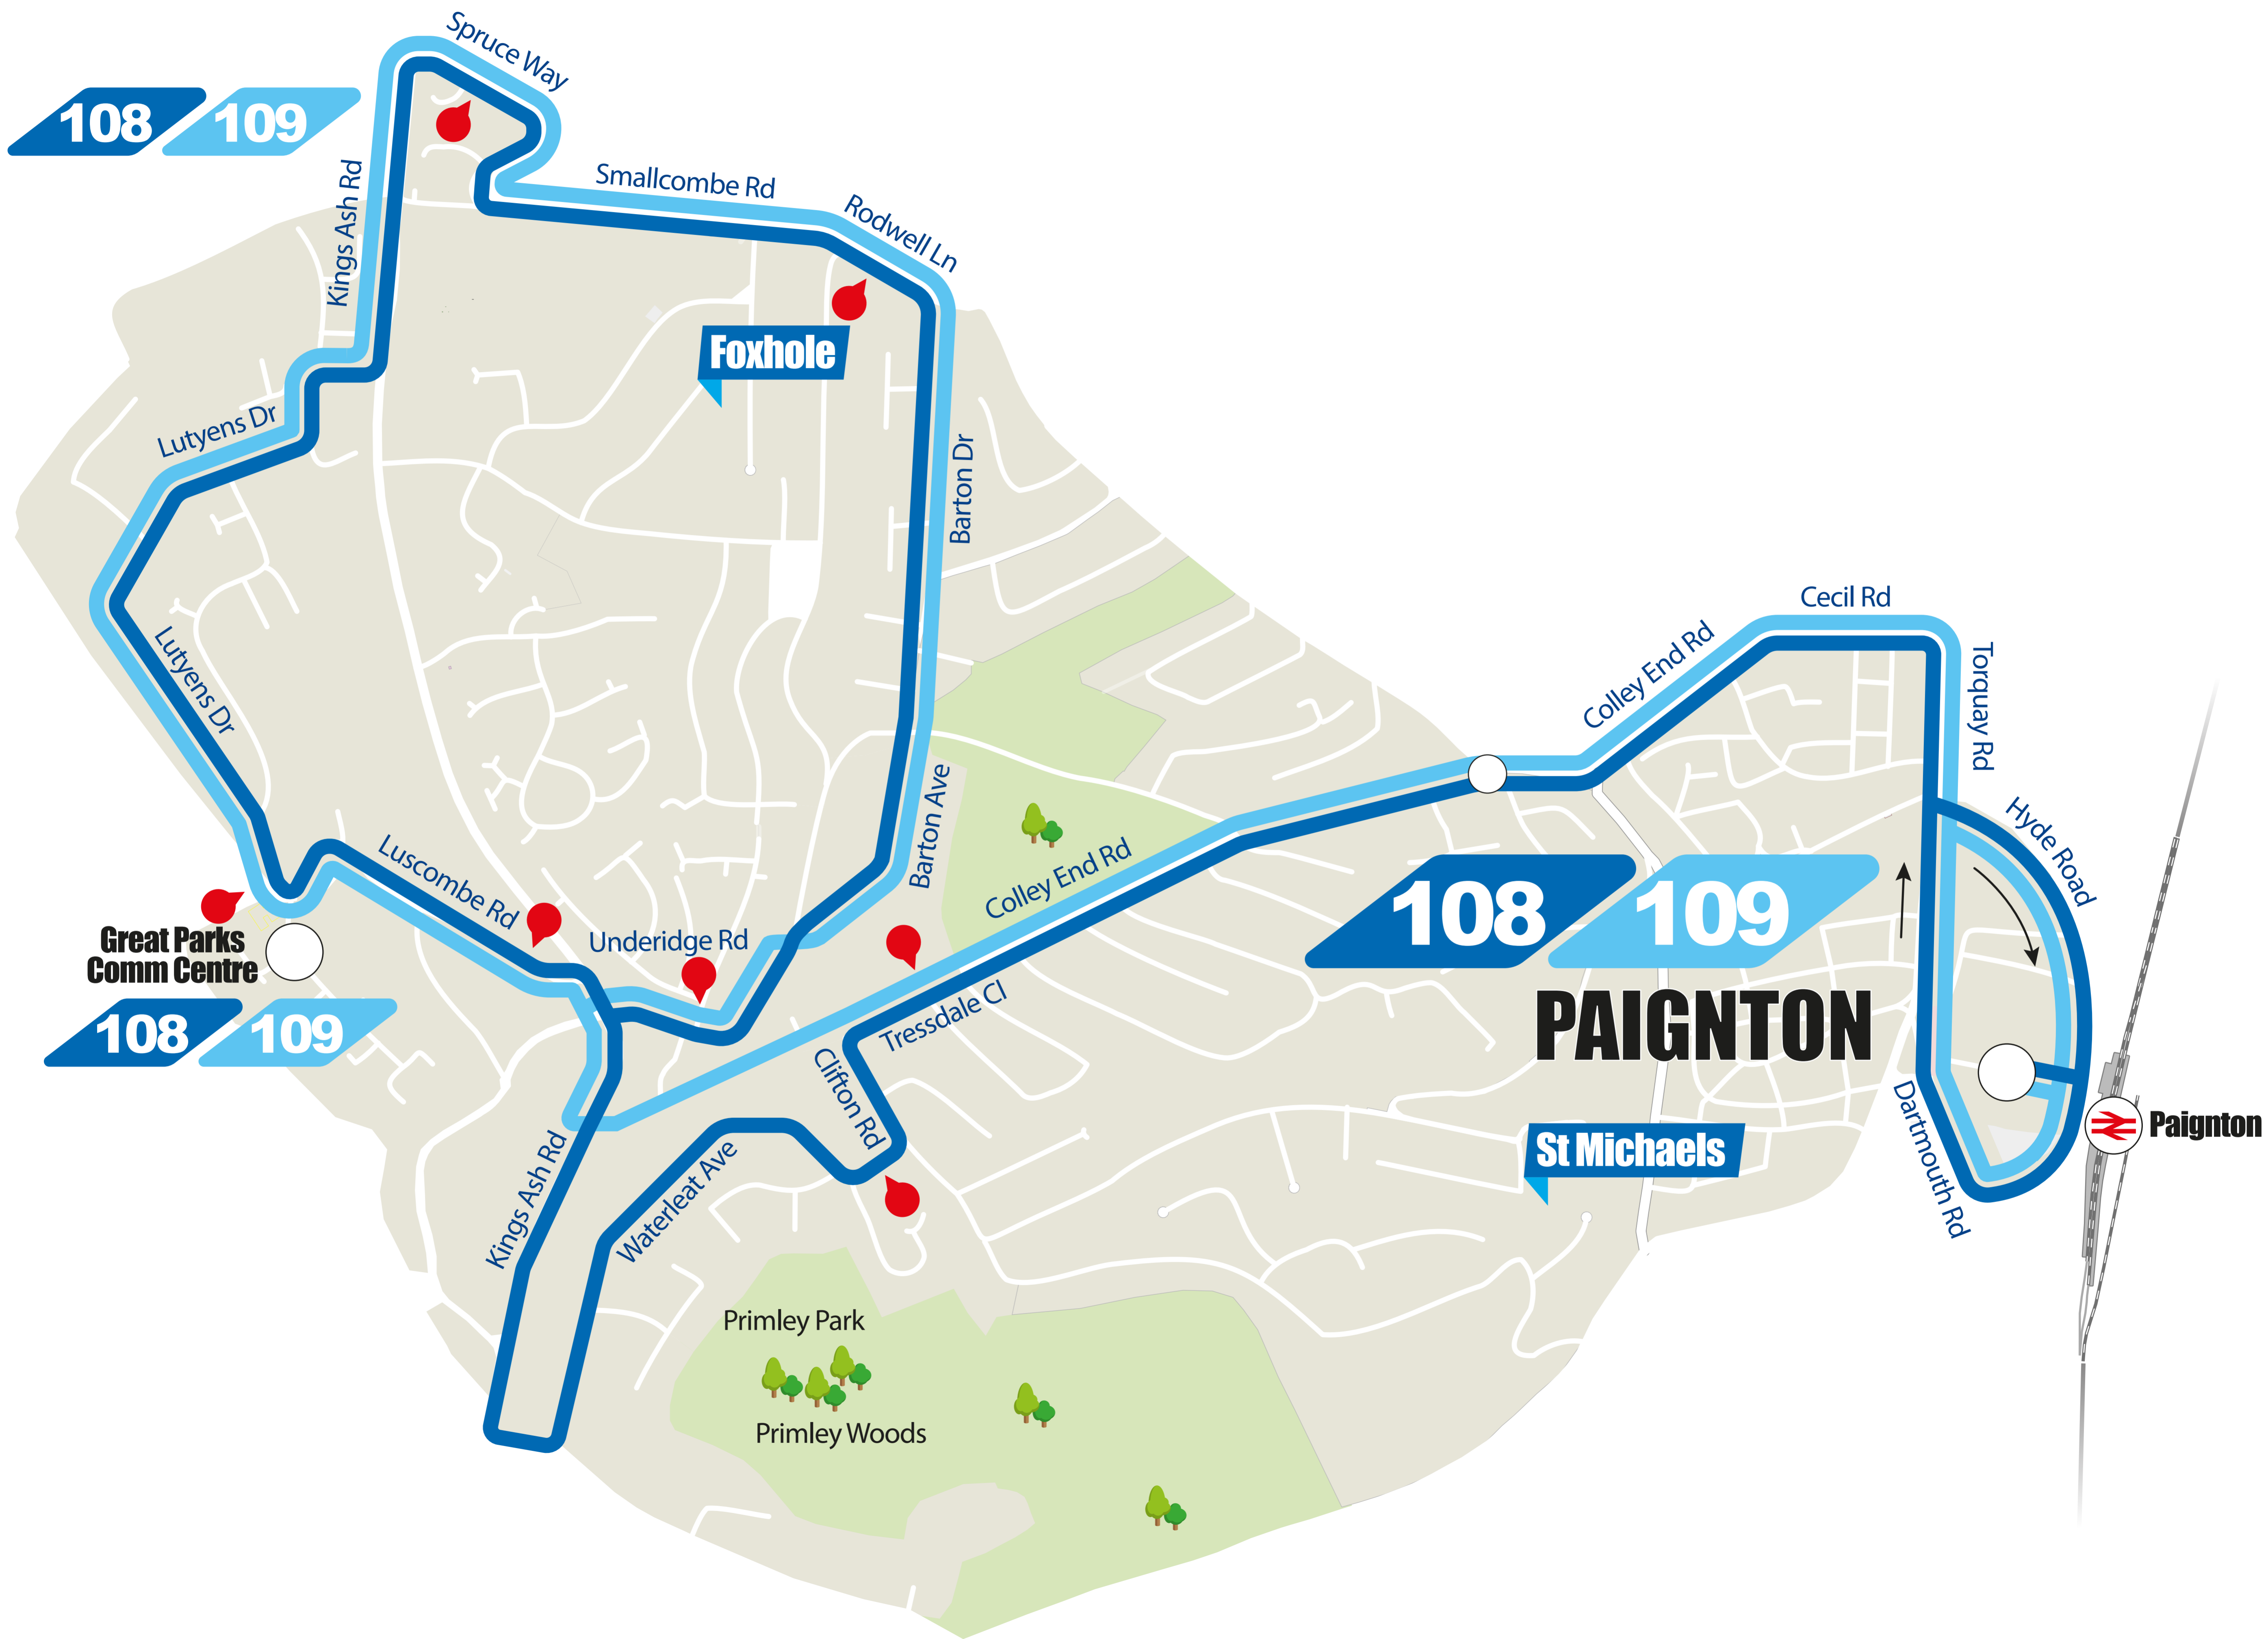 Spruce Way
108
109
Smallcombe Rd
Rodwell Ln
Kings Ash Rd
Foxhole
Lutyens Dr
Barton Dr
Cecil Rd
Colley End Rd
Torquay Rd
Lutyens Dr
Barton Ave
Hyde Road
Luscombe Rd
Colley End Rd
Underidge Rd
108
109
Great Parks
Comm Centre
108
109
Tressdale Cl
PAIGNTON
Clifton Rd
Dartmouth Rd
Paignton
St Michaels
Kings Ash Rd
Waterleat Ave
Primley Park
Primley Woods